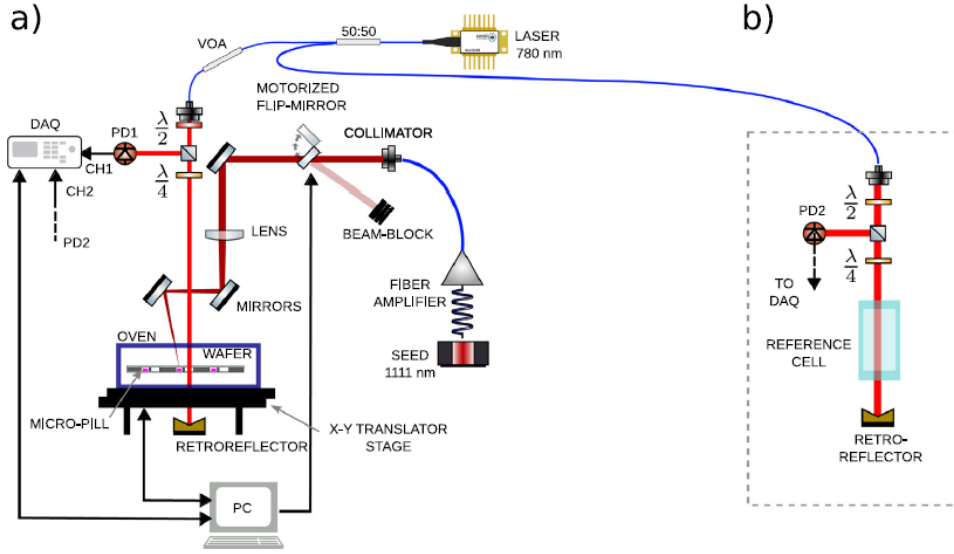 a)
b)
50:50
VOA
LASER
780 nm
MOTORIZED
FLIP-MIRROR
DAQ
PD1
λ/2
COLLIMATOR
CH1
λ/4
CH2
PD2
LENS
BEAM-BLOCK
PD2
λ/2
λ/4
TO
DAQ
FIBER
AMPLIFIER
MIRRORS
OVEN
WAFER
SEED
1111 nm
REFERENCE
CELL
MICRO-PILL
RETROREFLECTOR
X-Y TRANSLATOR
STAGE
RETRO-
REFLECTOR
PC